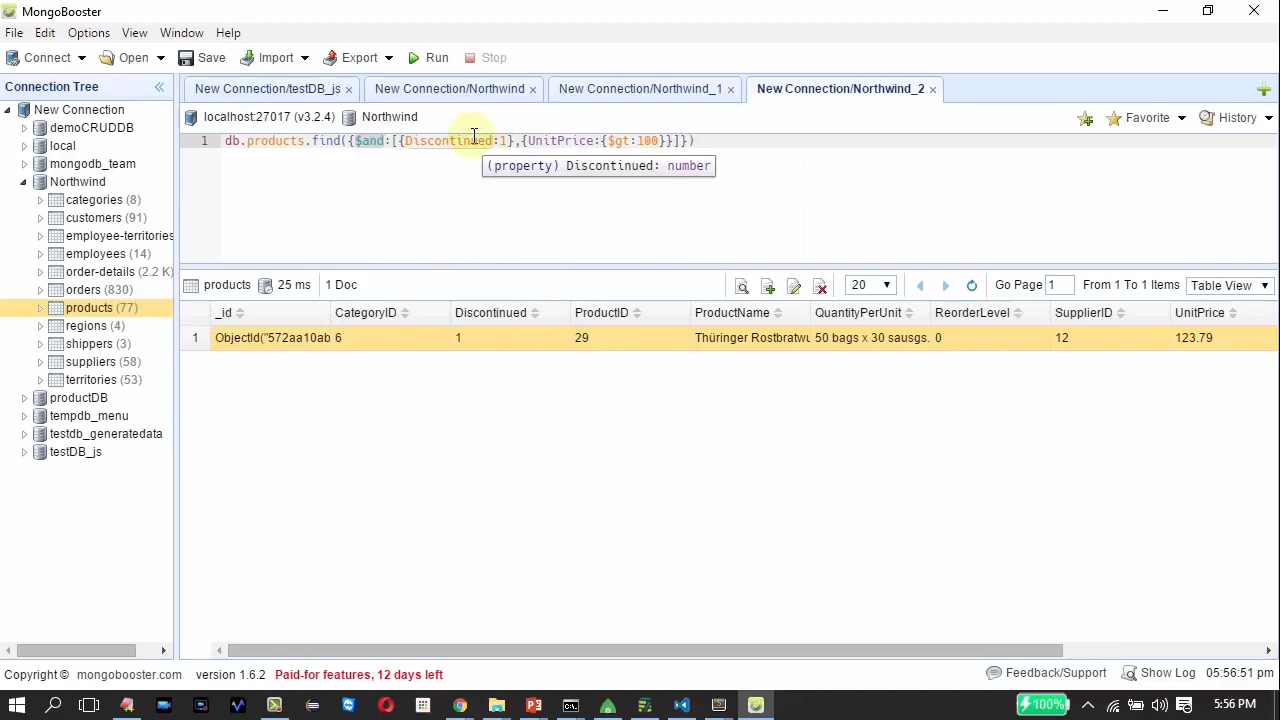 MongoBooster
File Edit Options View Window Help
Connect Open Save Import Export Run Stop
Connection Tree
New Connection
demoCRUDDB
local
mongodb_team
Northwind
categories (8)
customers (91)
employee-territories
employees (14)
order-details (2.2 K)
orders (830)
products (77)
regions (4)
shippers (3)
suppliers (58)
territories (53)
productDB
tempdb_menu
testdb_generatedata
testDB_js
New Connection/testDB_js × New Connection/Northwind × New Connection/Northwind_1 × New Connection/Northwind_2 ×
localhost:27017 (v3.2.4) Northwind Favorite History
1 db.products.find({$and:[{Discontinued:1},{UnitPrice:{$gt:100}}]})
(property) Discontinued: number
products 25 ms 1 Doc 20 Go Page 1 From 1 To 1 Items Table View
_id CategoryID Discontinued ProductID ProductName QuantityPerUnit ReorderLevel SupplierID UnitPrice
1 ObjectId("572aa10ab 6 1 29 Thüringer Rostbratwu 50 bags x 30 sausgs. 0 12 123.79
Copyright © mongobooster.com version 1.6.2 Paid-for features, 12 days left Feedback/Support Show Log 05:56:51 pm
100% 5:56 PM